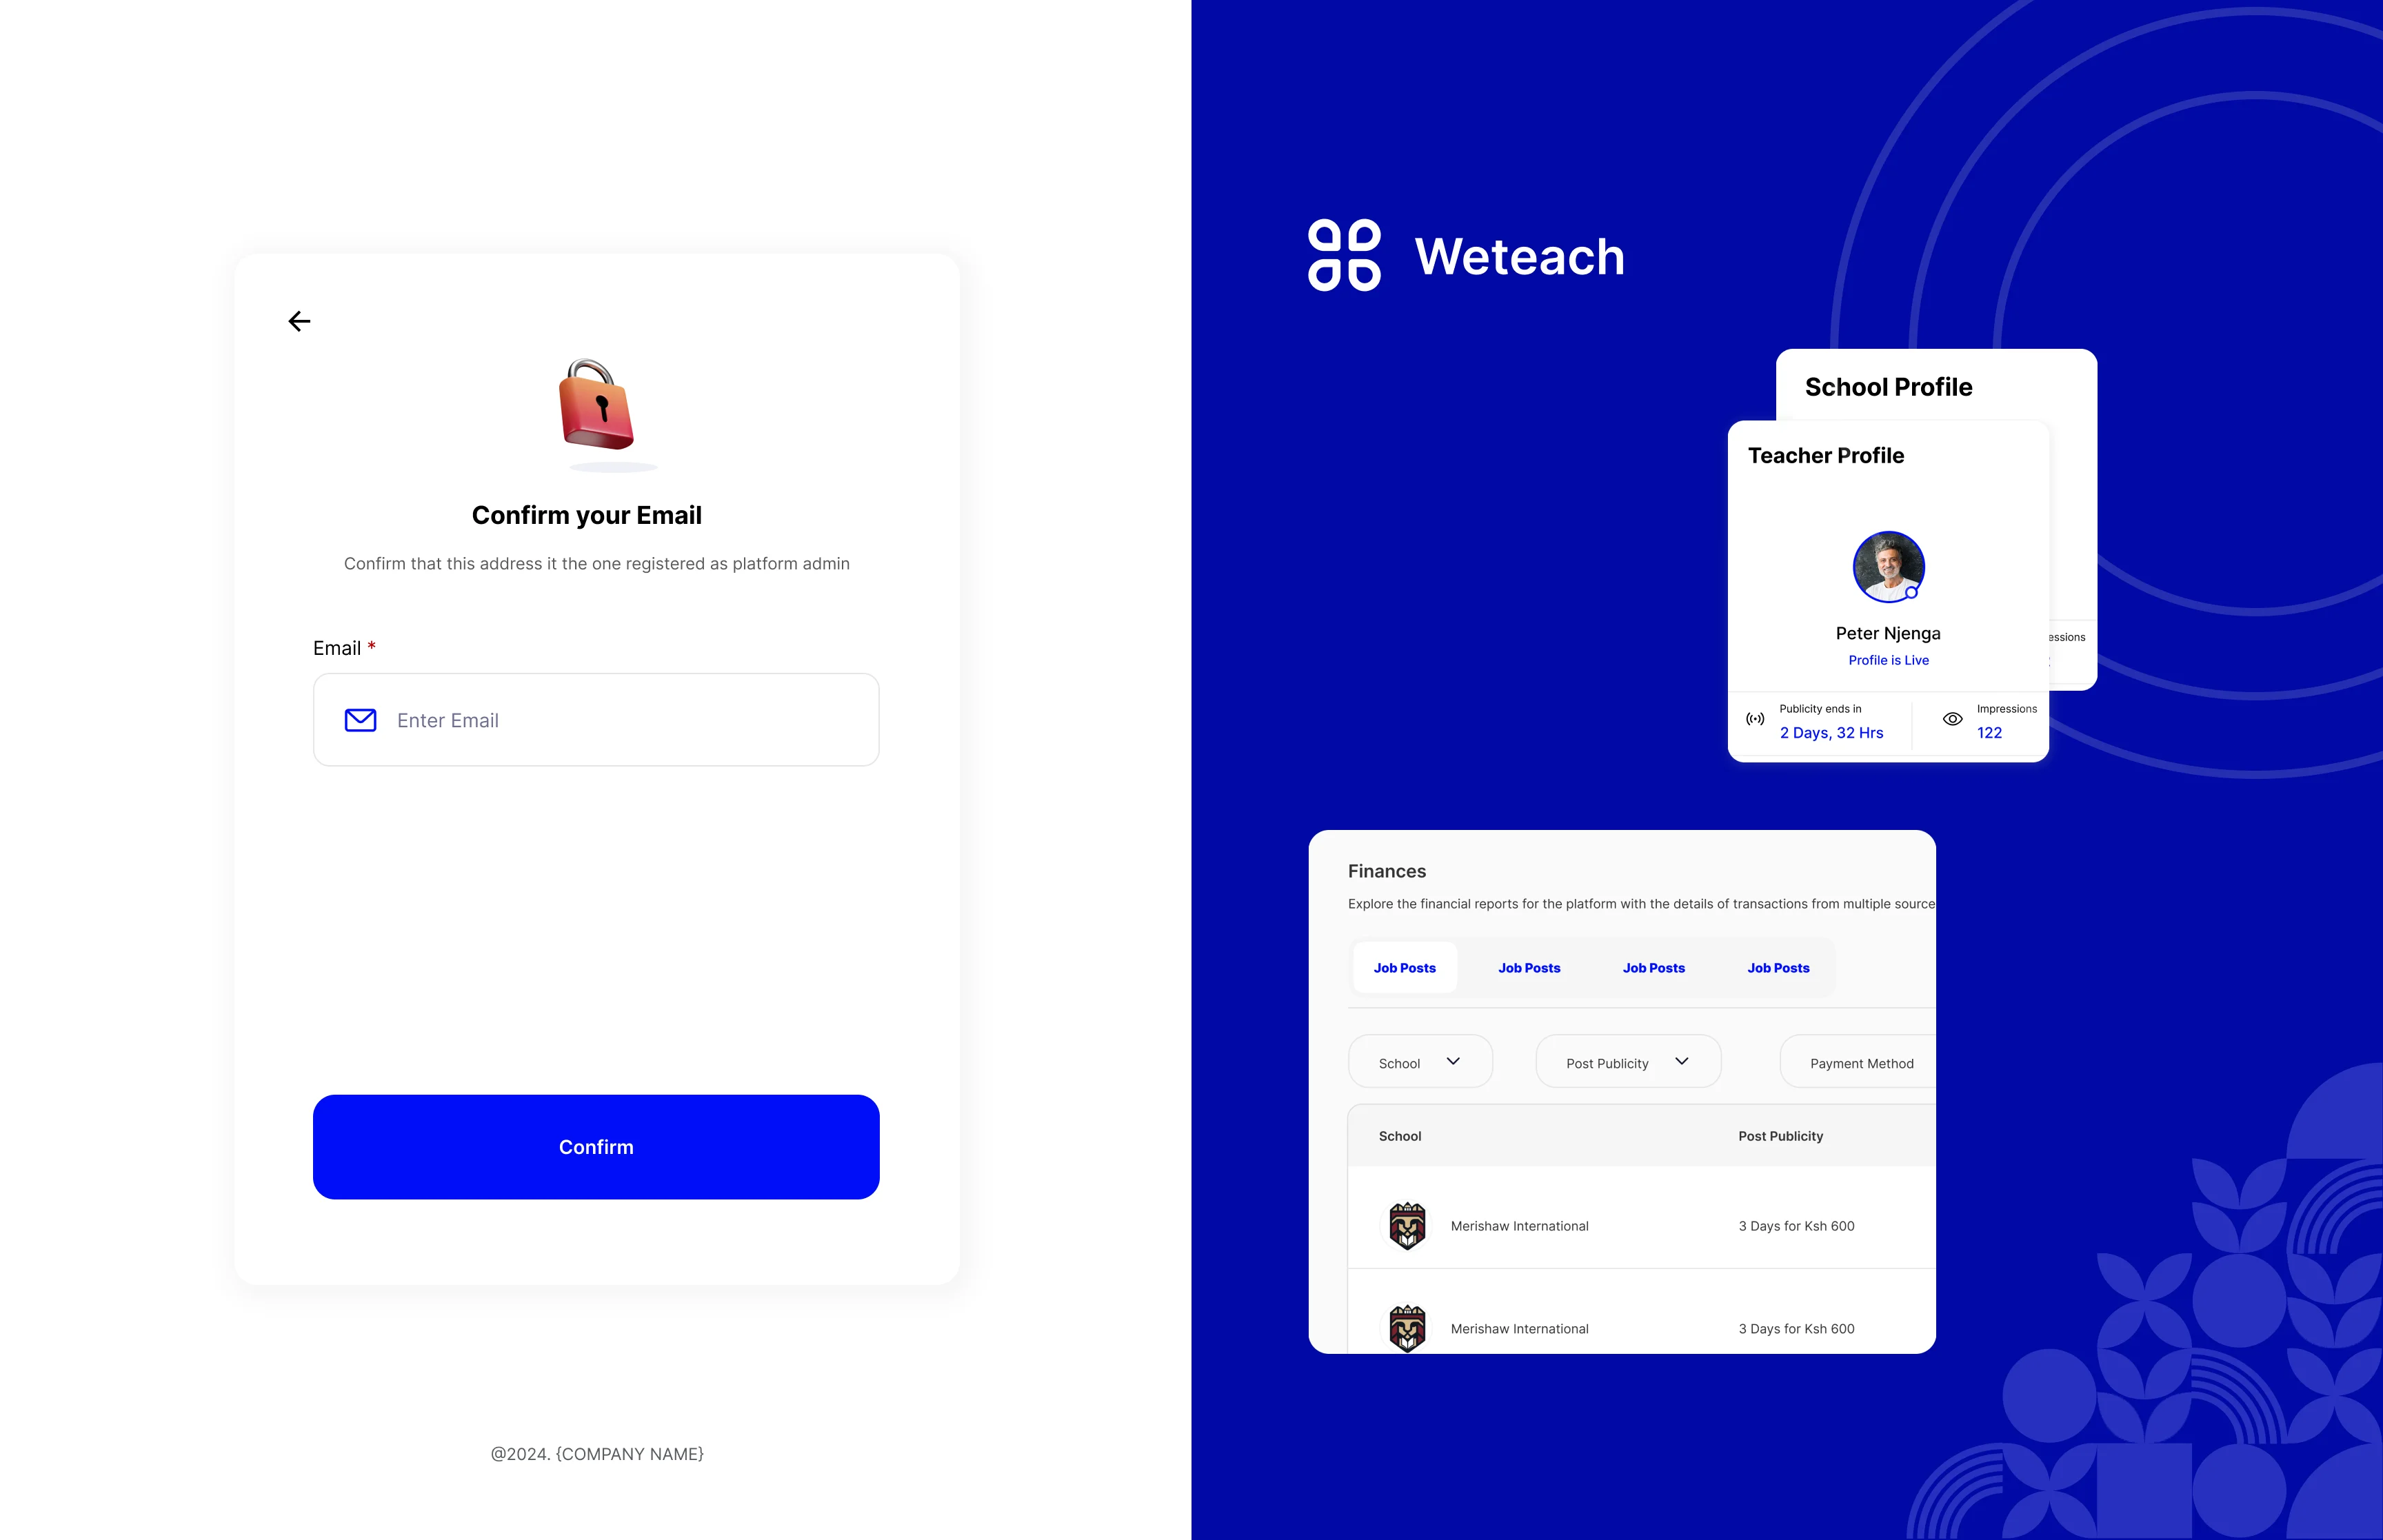 Confirm your Email
Confirm that this address it the one registered as platform admin
Email *
Enter Email
Confirm
@2024. {COMPANY NAME}
Weteach
School Profile
essions
Teacher Profile
Peter Njenga
Profile is Live
Publicity ends in
2 Days, 32 Hrs
Impressions
122
Finances
Explore the financial reports for the platform with the details of transactions from multiple source
Job Posts Job Posts Job Posts Job Posts
School Post Publicity Payment Method
School Post Publicity
Merishaw International 3 Days for Ksh 600
Merishaw International 3 Days for Ksh 600